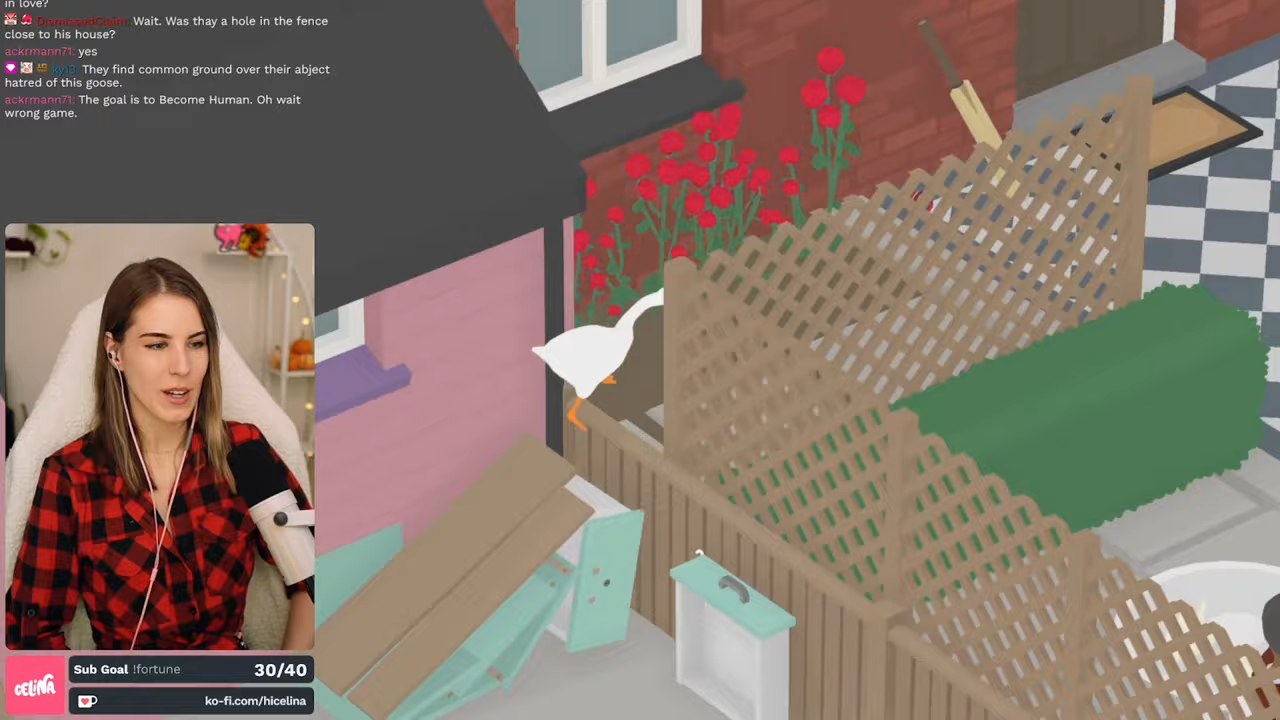 in love?
DismissedClaim: Wait. Was thay a hole in the fence
close to his house?
ackrmann71: yes
They find common ground over their abject
hatred of this goose.
ackrmann71: The goal is to Become Human. Oh wait
wrong game.
CELINA
Sub Goal !fortune 30/40
ko-fi.com/hicelina